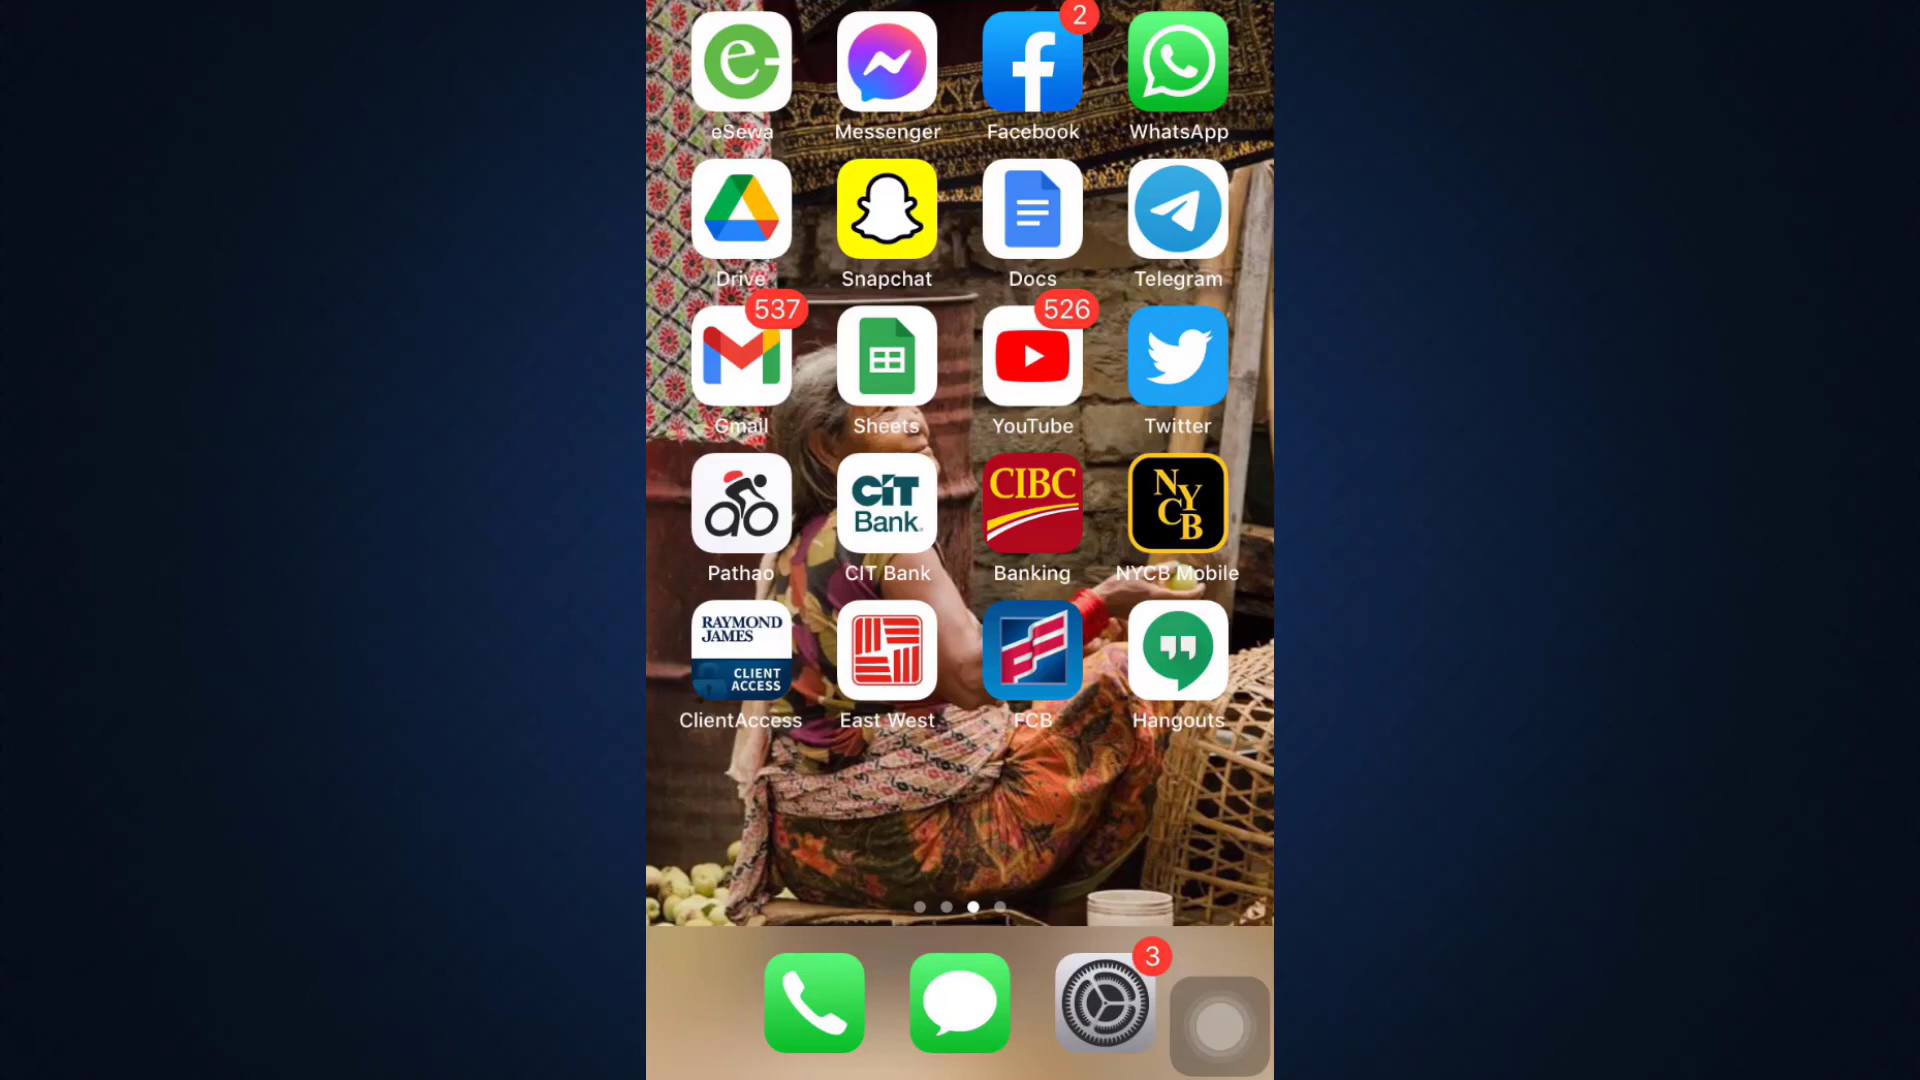 2
eSewa Messenger Facebook WhatsApp
Drive Snapchat Docs Telegram
537 526
Gmail Sheets YouTube Twitter
CIT
Bank
CIBC
NYCB
Pathao CIT Bank Banking NYCB Mobile
RAYMOND
JAMES
CLIENT
ACCESS
ClientAccess East West FCB Hangouts
3